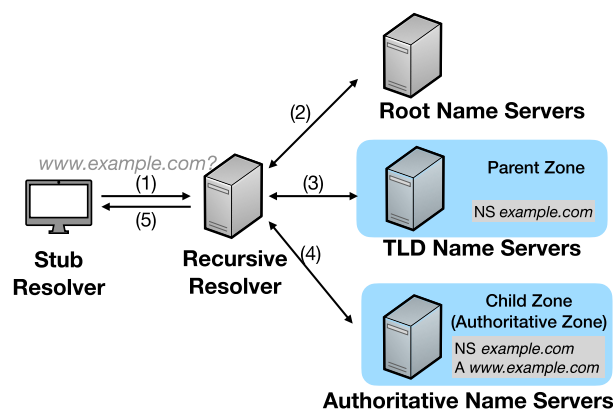 (2)
Root Name Servers
www.example.com?
(1)
(5)
(3)
Parent Zone
NS example.com
TLD Name Servers
Stub
Resolver
Recursive
Resolver
(4)
Child Zone
(Authoritative Zone)
NS example.com
A www.example.com
Authoritative Name Servers